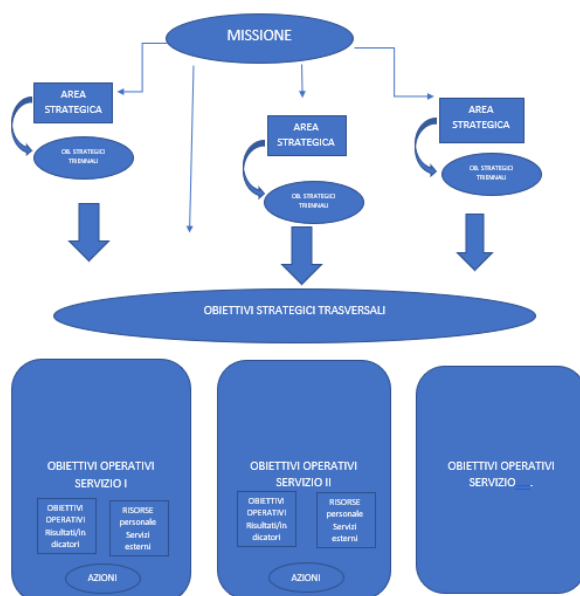 MISSIONE
AREA
STRATEGICA
OB. STRATEGICI
TRIENNALI
AREA
STRATEGICA
OB. STRATEGICI
TRIENNALI
AREA
STRATEGICA
OB. STRATEGICI
TRIENNALI
OBIETTIVI STRATEGICI TRASVERSALI
OBIETTIVI OPERATIVI
SERVIZIO I
OBIETTIVI
OPERATIVI
Risultati/in
dicatori
RISORSE
personale
Servizi
esterni
AZIONI
OBIETTIVI OPERATIVI
SERVIZIO II
OBIETTIVI
OPERATIVI
Risultati/in
dicatori
RISORSE
personale
Servizi
esterni
AZIONI
OBIETTIVI OPERATIVI
SERVIZIO__.